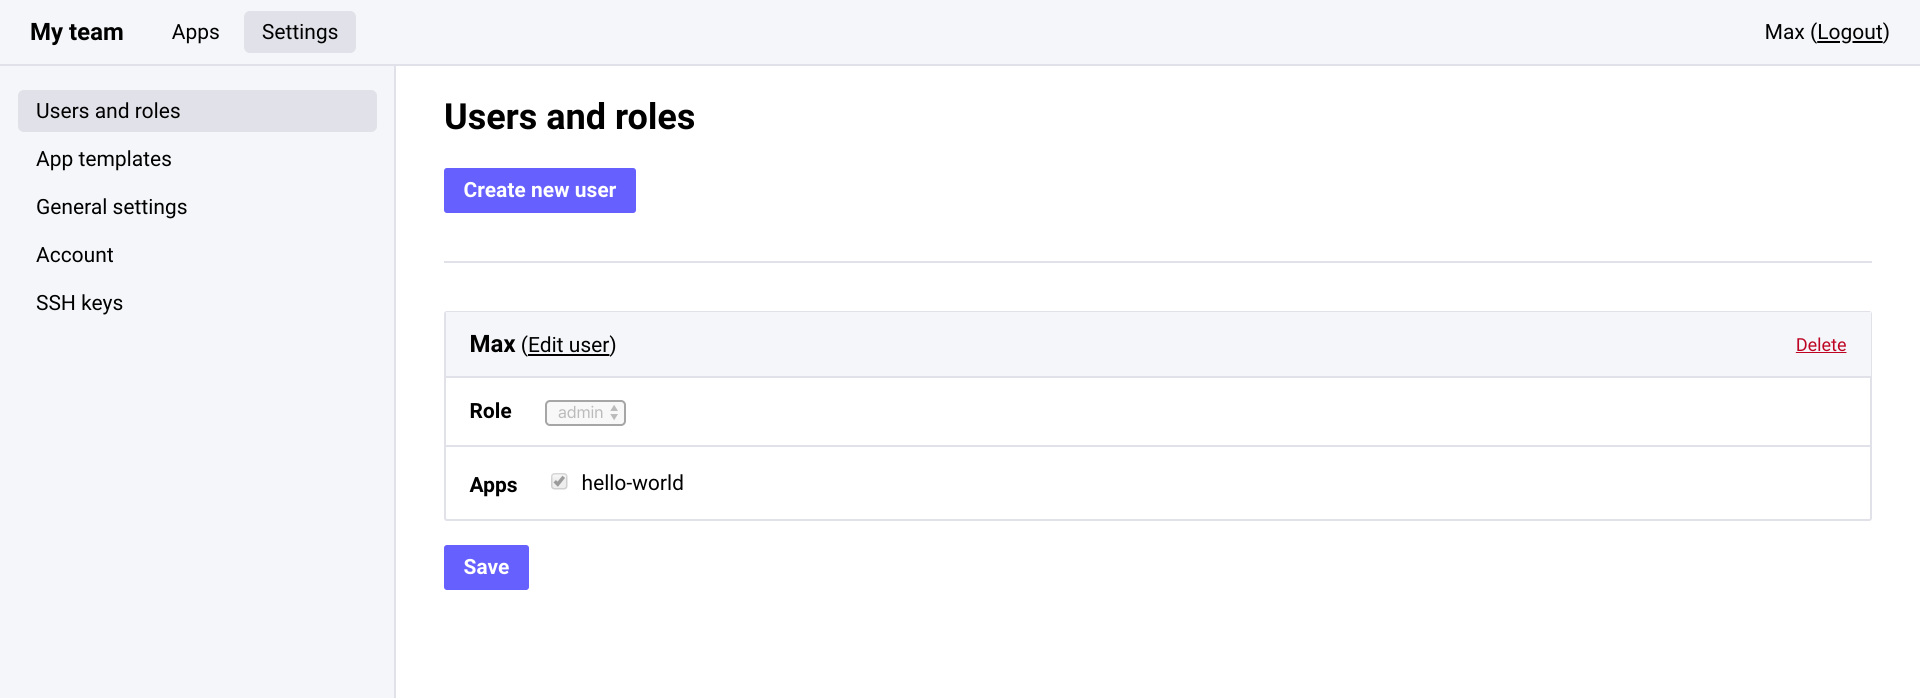 My team Apps Settings Max (Logout)
Users and roles
App templates
General settings
Account
SSH keys
Users and roles
Create new user
Max (Edit user) Delete
Role admin
Apps hello-world
Save